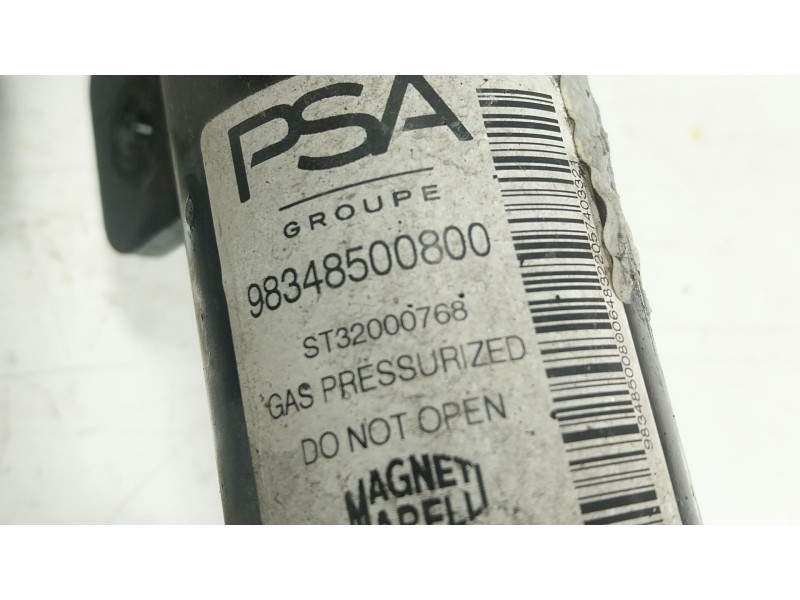 PSA
GROUPE
98348500800
ST32000768
GAS PRESSURIZED
DO NOT OPEN
MAGNETI
MARELLI